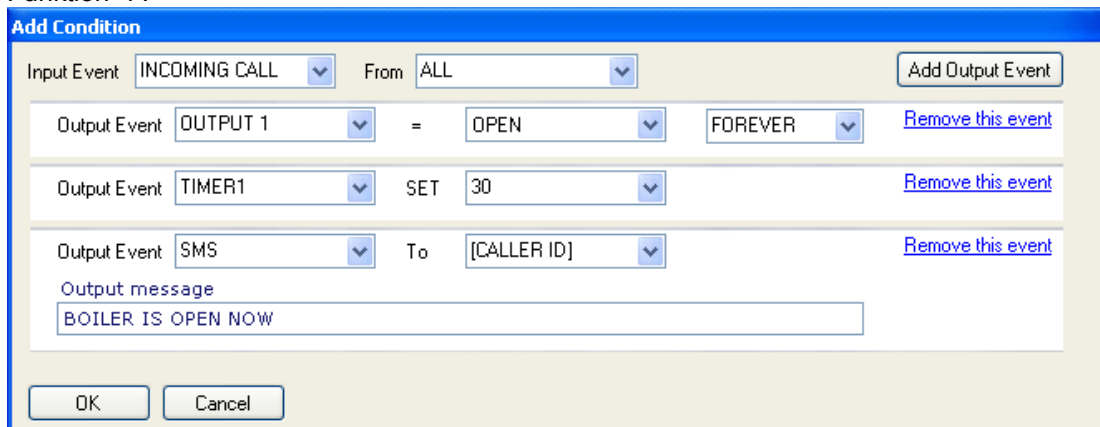 Add Condition
Input Event INCOMING CALL From ALL Add Output Event
Output Event OUTPUT 1 = OPEN FOREVER Remove this event
Output Event TIMER1 SET 30 Remove this event
Output Event SMS To [CALLER ID] Remove this event
Output message
BOILER IS OPEN NOW
OK Cancel